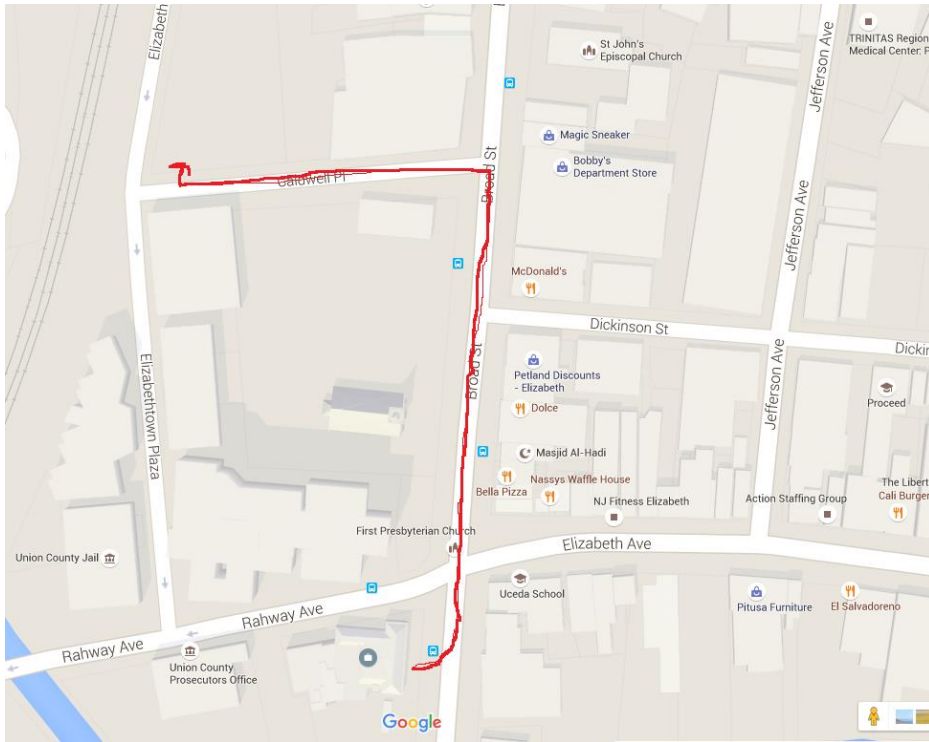 Elizabeth
Jefferson Ave
TRINITAS Region
Medical Center: P
St John's
Episcopal Church
Magic Sneaker
Bobby's
Department Store
Caldwell Pl
Broad St
Jefferson Ave
McDonald's
Dickinson St
Dickin
Broad St
Elizabethtown Plaza
Petland Discounts
- Elizabeth
Jefferson Ave
Proceed
Dolce
Masjid Al-Hadi
Nassys Waffle House
Bella Pizza
NJ Fitness Elizabeth
Action Staffing Group
The Libert
Cali Burger
First Presbyterian Church
Elizabeth Ave
Union County Jail
Uceda School
Pitusa Furniture
El Salvadoreno
Rahway Ave
Rahway Ave
Union County
Prosecutors Office
Google